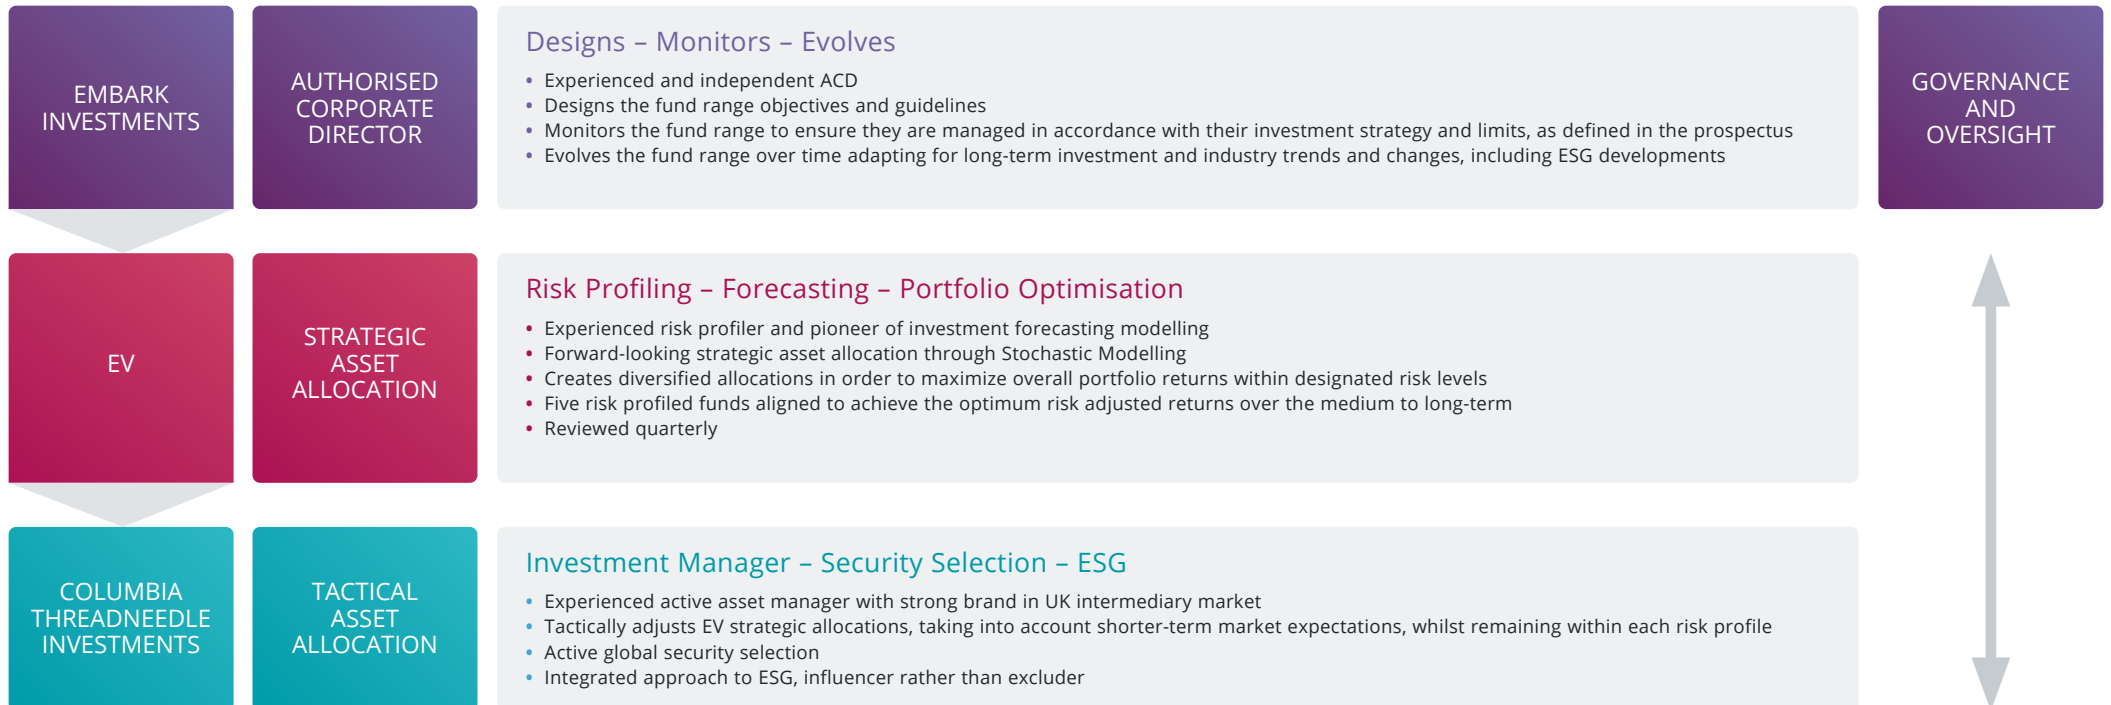 EMBARK
INVESTMENTS
AUTHORISED
CORPORATE
DIRECTOR
Designs – Monitors – Evolves
• Experienced and independent ACD
• Designs the fund range objectives and guidelines
• Monitors the fund range to ensure they are managed in accordance with their investment strategy and limits, as defined in the prospectus
• Evolves the fund range over time adapting for long-term investment and industry trends and changes, including ESG developments
GOVERNANCE
AND
OVERSIGHT
EV
STRATEGIC
ASSET
ALLOCATION
Risk Profiling – Forecasting – Portfolio Optimisation
• Experienced risk profiler and pioneer of investment forecasting modelling
• Forward-looking strategic asset allocation through Stochastic Modelling
• Creates diversified allocations in order to maximize overall portfolio returns within designated risk levels
• Five risk profiled funds aligned to achieve the optimum risk adjusted returns over the medium to long-term
• Reviewed quarterly
COLUMBIA
THREADNEEDLE
INVESTMENTS
TACTICAL
ASSET
ALLOCATION
Investment Manager – Security Selection – ESG
• Experienced active asset manager with strong brand in UK intermediary market
• Tactically adjusts EV strategic allocations, taking into account shorter-term market expectations, whilst remaining within each risk profile
• Active global security selection
• Integrated approach to ESG, influencer rather than excluder